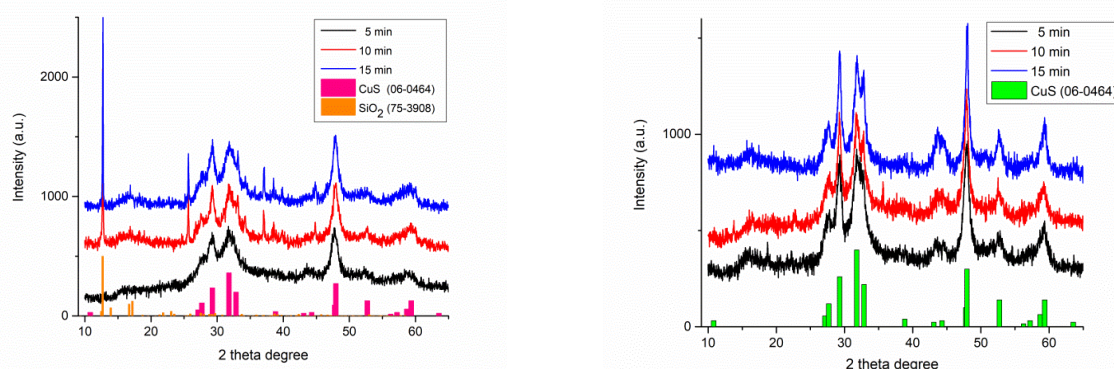 5 min
10 min
15 min
CuS (06-0464)
SiO2 (75-3908)
2000
1000
0
Intensity (a.u.)
10 20 30 40 50 60
2 theta degree
5 min
10 min
15 min
CuS (06-0464)
1000
0
Intensity (a.u.)
10 20 30 40 50 60
2 theta degree